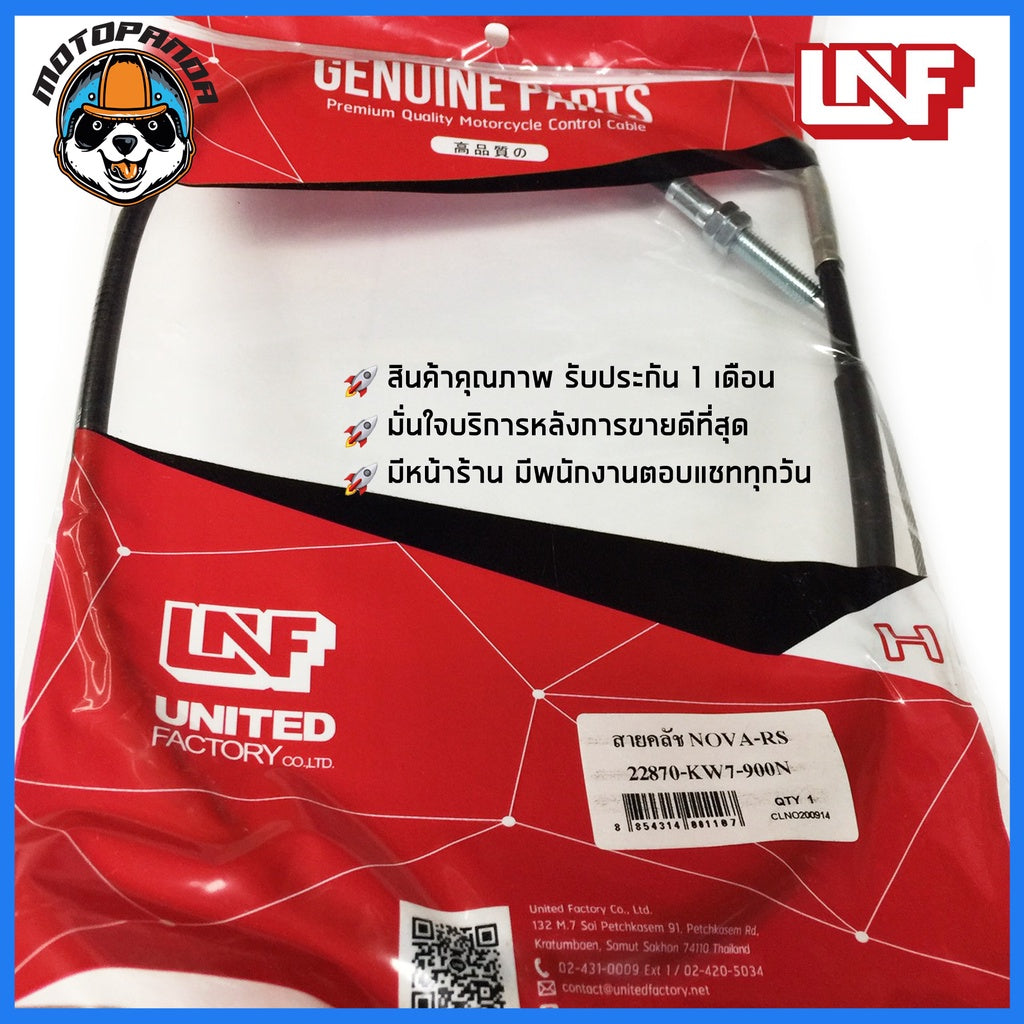 MOTOPANDA
UNF
GENUINE PARTS
Premium Quality Motorcycle Control Cable
高品質の
🚀 สินค้าคุณภาพ รับประกัน 1 เดือน
🚀 มั่นใจบริการหลังการขายดีที่สุด
🚀 มีหน้าร้าน มีพนักงานตอบแชททุกวัน
UNF
UNITED
FACTORY CO.,LTD.
H
สายคลัช NOVA-RS
22870-KW7-900N
8 854314 001107
QTY 1
CLNO200914
United Factory Co., Ltd.
132 M.7 Soi Petchkasem 91, Petchkasem Rd,
Kratumbaen, Samut Sakhon 74110 Thailand
02-431-0009 Ext 1 / 02-420-5034
contact@unitedfactory.net